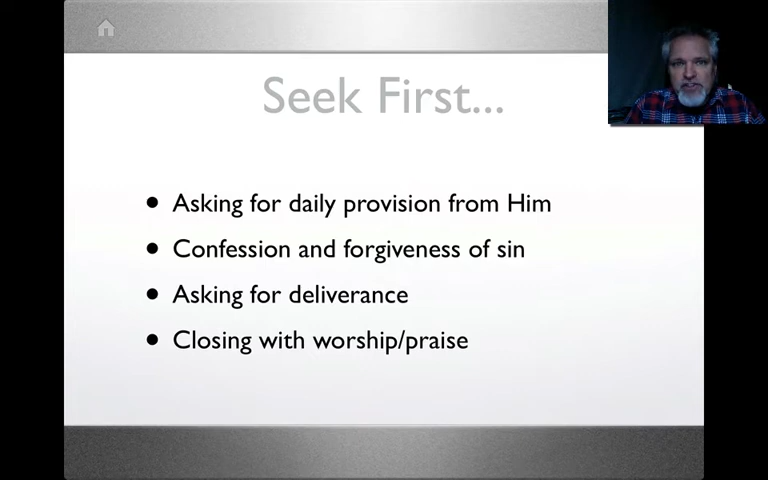 Seek First...
• Asking for daily provision from Him
• Confession and forgiveness of sin
• Asking for deliverance
• Closing with worship/praise